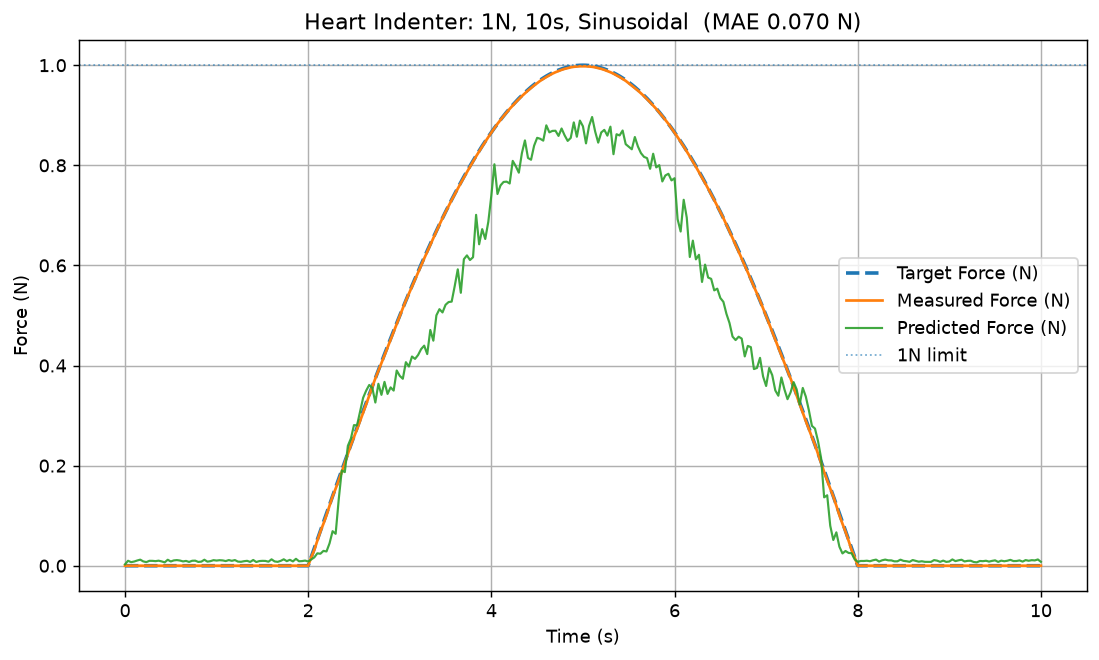 Heart Indenter: 1N, 10s, Sinusoidal (MAE 0.070 N)
Force (N)
1.0
0.8
0.6
0.4
0.2
0.0
Target Force (N)
Measured Force (N)
Predicted Force (N)
1N limit
0 2 4 6 8 10
Time (s)